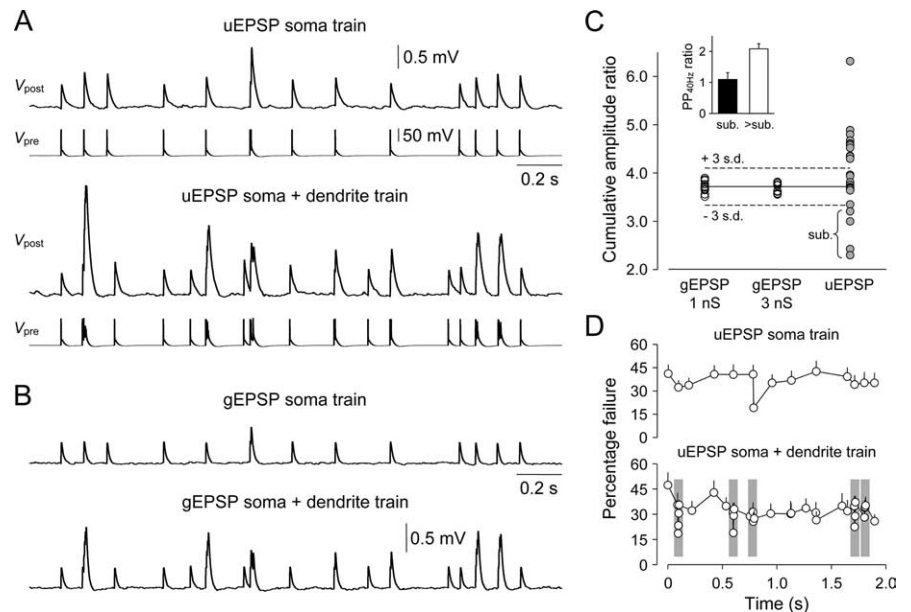 A
uEPSP soma train
0.5 mV
Vpost
Vpre
50 mV
0.2 s
uEPSP soma + dendrite train
Vpost
Vpre
B
gEPSP soma train
0.2 s
gEPSP soma + dendrite train
0.5 mV
C
Cumulative amplitude ratio
6.0
5.0
4.0
3.0
2.0
PP40Hz ratio
2
1
0
sub. >sub.
+ 3 s.d.
- 3 s.d.
sub.
gEPSP gEPSP uEPSP
1 nS 3 nS
D
uEPSP soma train
Percentage failure
60
45
30
15
0
uEPSP soma + dendrite train
60
45
30
15
0
0 0.5 1.0 1.5 2.0
Time (s)